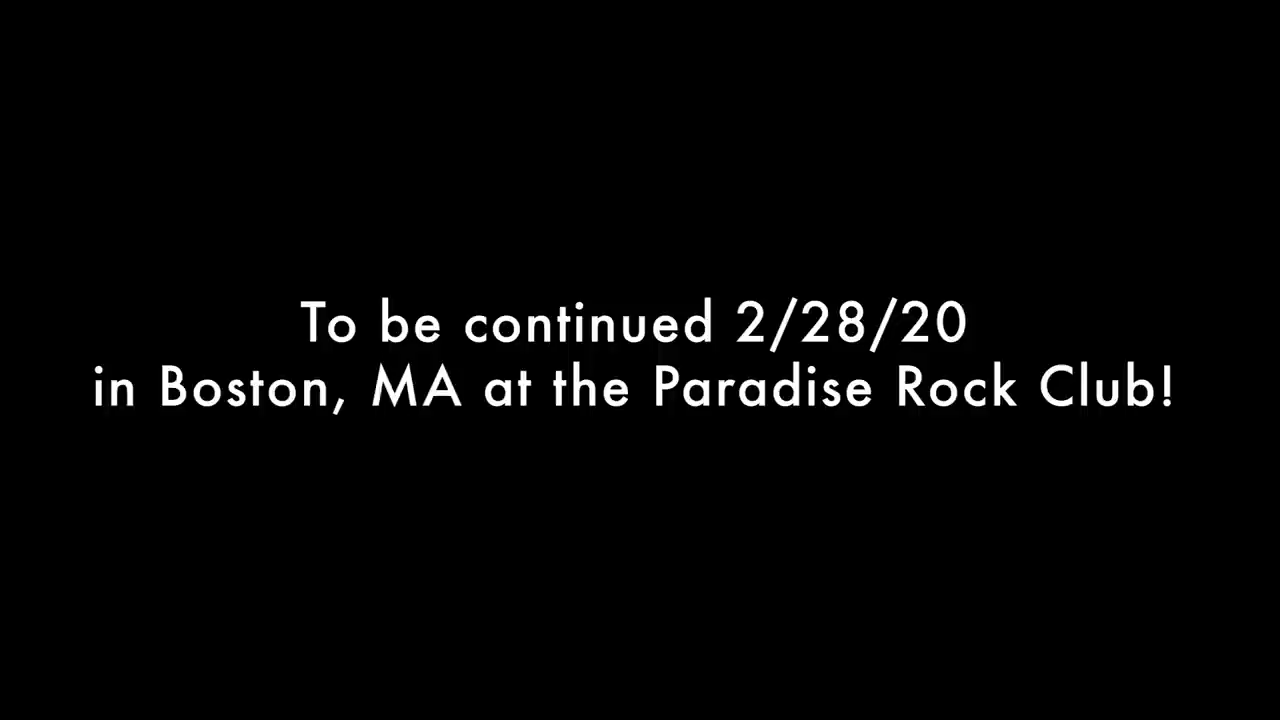 To be continued 2/28/20
in Boston, MA at the Paradise Rock Club!